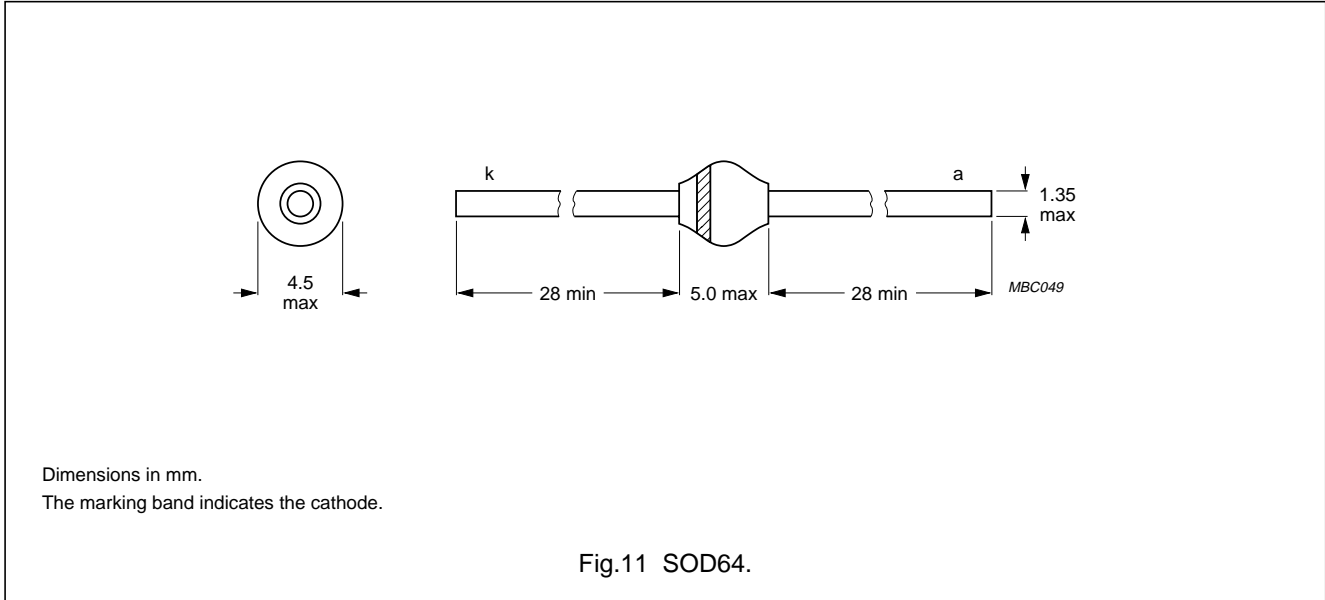 k
a
1.35
max
4.5
max
28 min
5.0 max
28 min
MBC049
Dimensions in mm.
The marking band indicates the cathode.
Fig.11 SOD64.